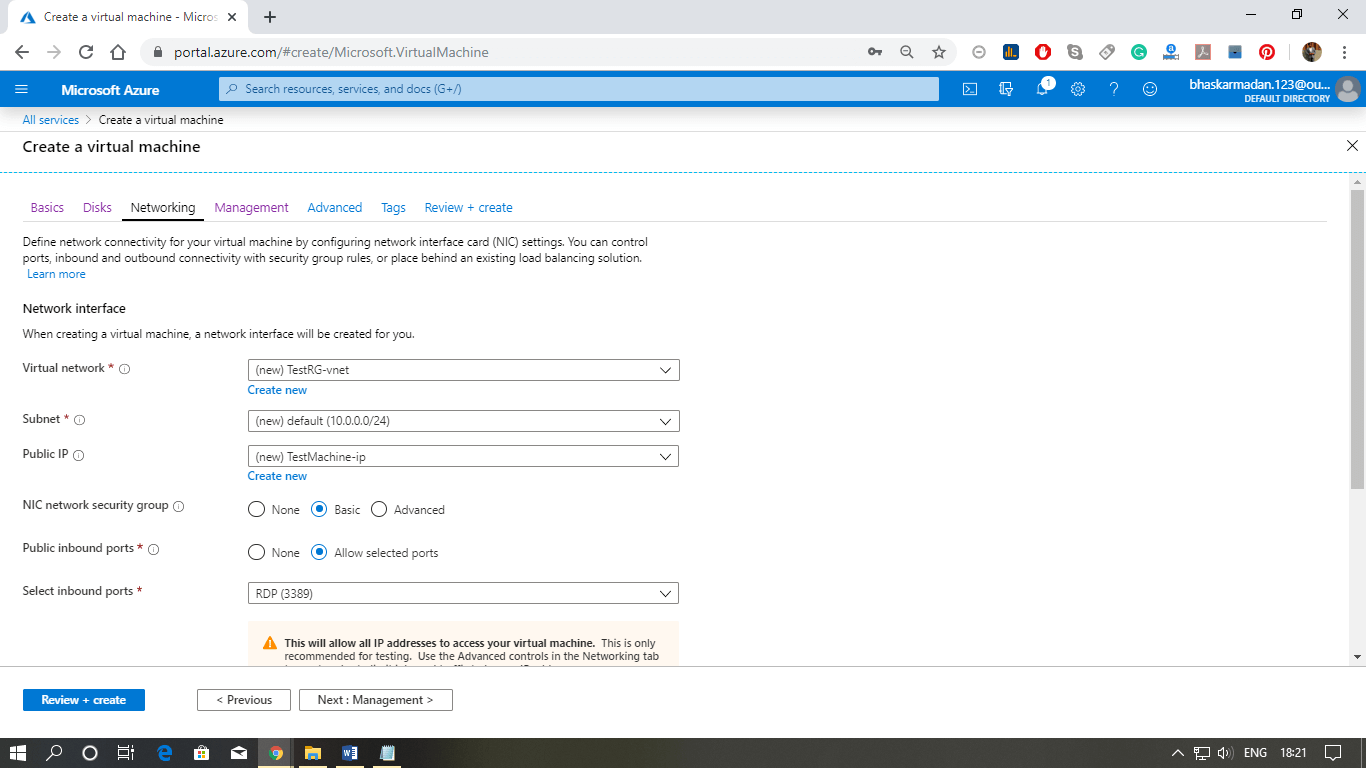 Create a virtual machine - Micros
portal.azure.com/#create/Microsoft.VirtualMachine
Microsoft Azure
Search resources, services, and docs (G+/)
1
bhaskarmadan.123@ou...
DEFAULT DIRECTORY
All services > Create a virtual machine
Create a virtual machine
Basics Disks Networking Management Advanced Tags Review + create
Define network connectivity for your virtual machine by configuring network interface card (NIC) settings. You can control
ports, inbound and outbound connectivity with security group rules, or place behind an existing load balancing solution.
Learn more
Network interface
When creating a virtual machine, a network interface will be created for you.
Virtual network * (new) TestRG-vnet
Create new
Subnet * (new) default (10.0.0.0/24)
Public IP (new) TestMachine-ip
Create new
NIC network security group None Basic Advanced
Public inbound ports * None Allow selected ports
Select inbound ports * RDP (3389)
This will allow all IP addresses to access your virtual machine. This is only
recommended for testing. Use the Advanced controls in the Networking tab
Review + create < Previous Next : Management >
ENG 18:21